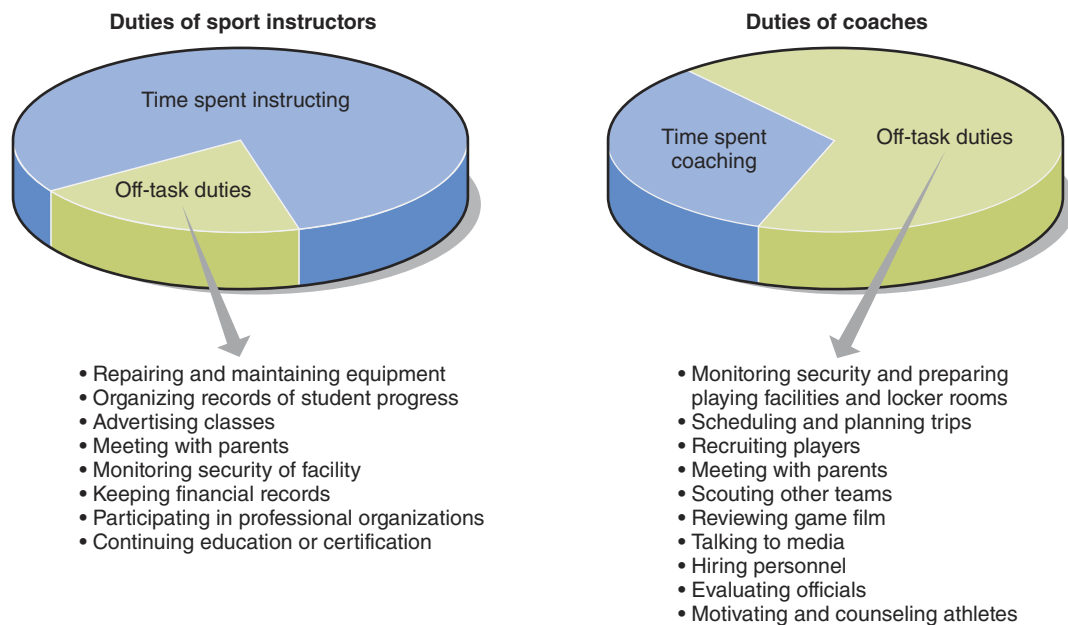 Duties of sport instructors
Time spent instructing
Off-task duties
• Repairing and maintaining equipment
• Organizing records of student progress
• Advertising classes
• Meeting with parents
• Monitoring security of facility
• Keeping financial records
• Participating in professional organizations
• Continuing education or certification
Duties of coaches
Time spent
coaching
Off-task duties
• Monitoring security and preparing
playing facilities and locker rooms
• Scheduling and planning trips
• Recruiting players
• Meeting with parents
• Scouting other teams
• Reviewing game film
• Talking to media
• Hiring personnel
• Evaluating officials
• Motivating and counseling athletes